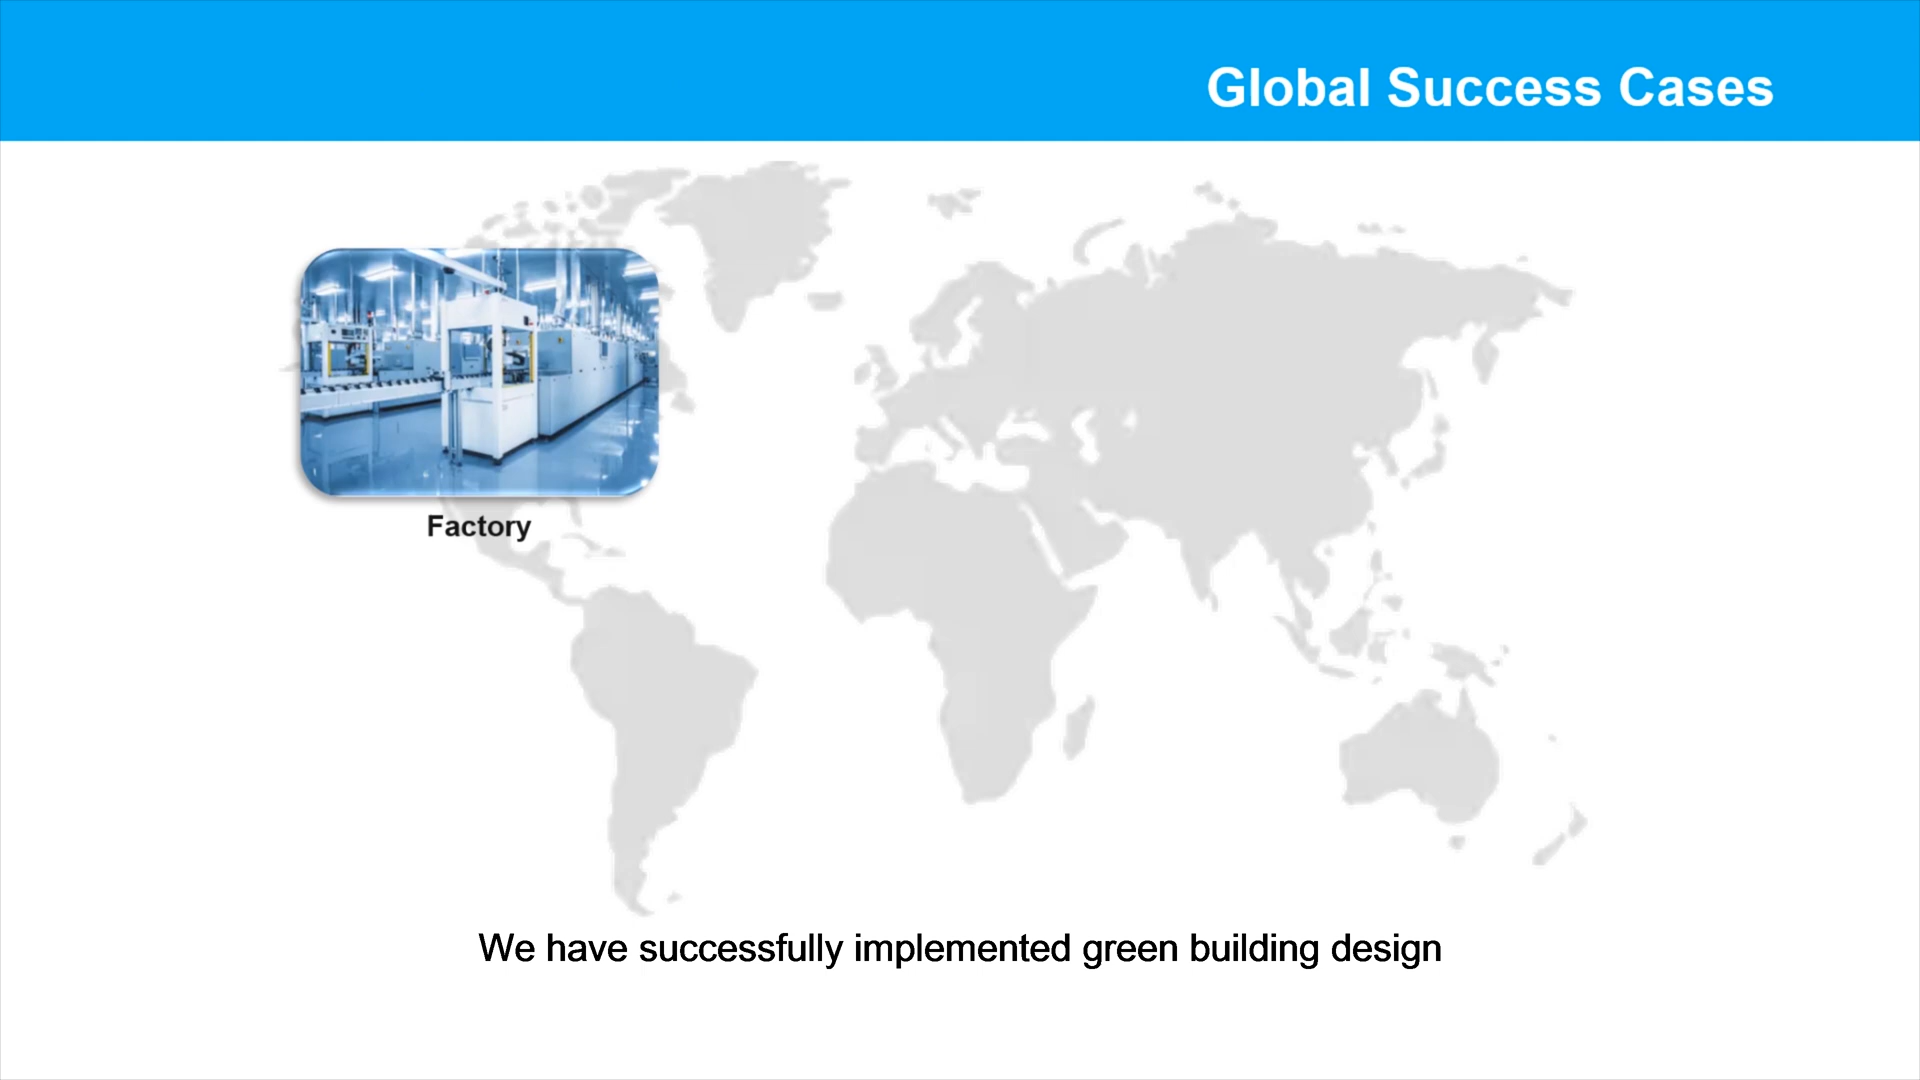 Global Success Cases
Factory
We have successfully implemented green building design